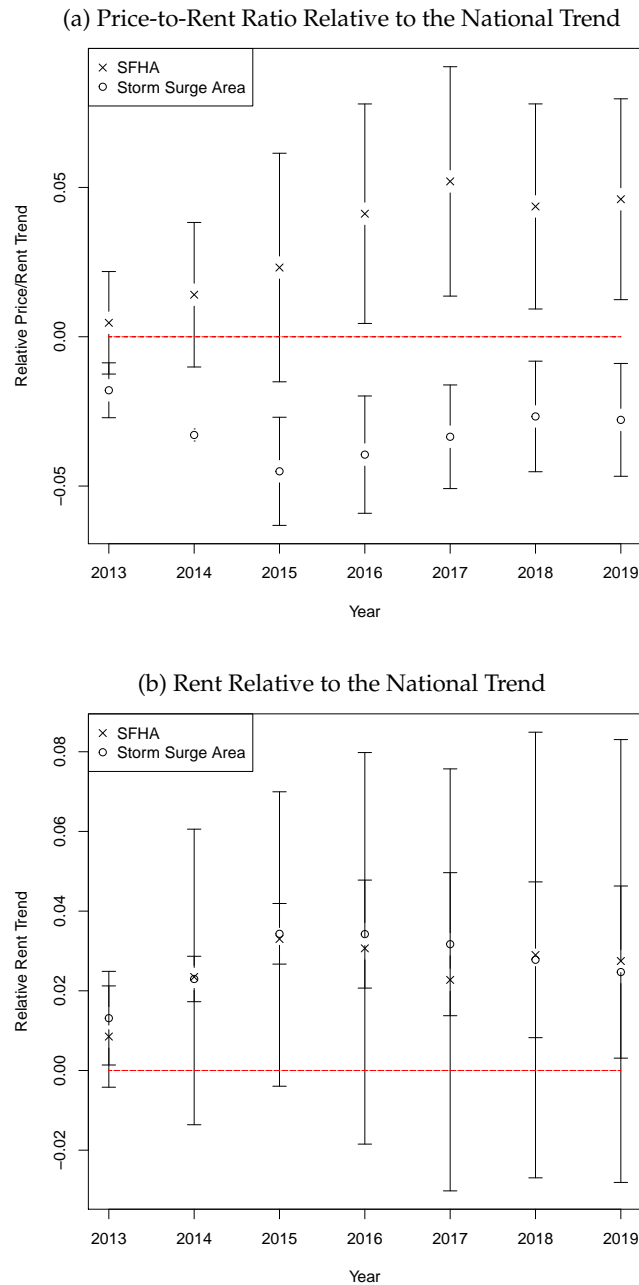 (a) Price-to-Rent Ratio Relative to the National Trend
SFHA
Storm Surge Area
0.05
0.00
−0.05
Relative Price/Rent Trend
2013 2014 2015 2016 2017 2018 2019
Year
(b) Rent Relative to the National Trend
SFHA
Storm Surge Area
0.08
0.06
0.04
0.02
0.00
−0.02
Relative Rent Trend
2013 2014 2015 2016 2017 2018 2019
Year